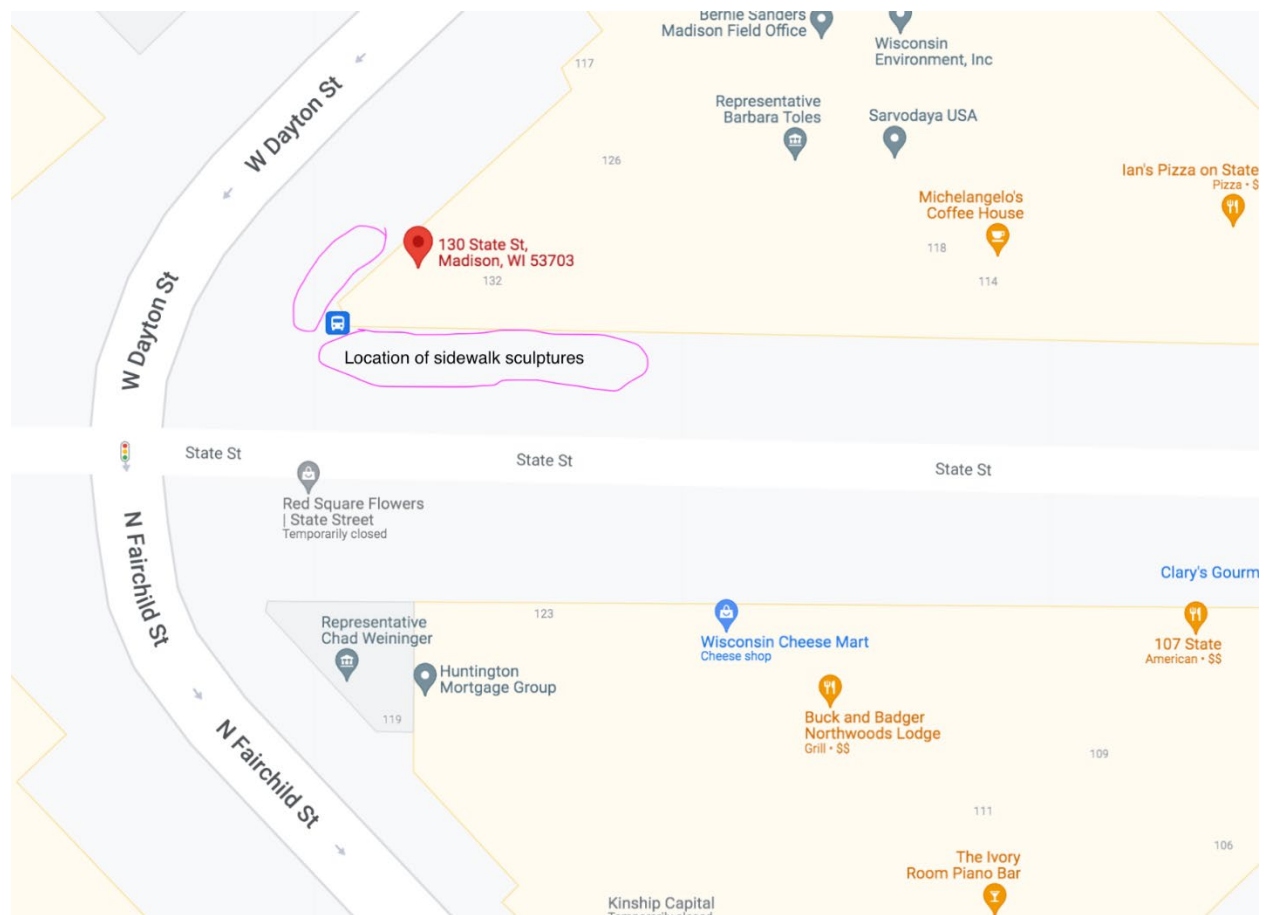 Bernie Sanders
Madison Field Office
Wisconsin
Environment, Inc
117
W Dayton St
Representative
Barbara Toles
Sarvodaya USA
126
Ian's Pizza on State
Pizza • $
Michelangelo's
Coffee House
130 State St,
Madison, WI 53703
118
132
114
W Dayton St
Location of sidewalk sculptures
State St
State St
State St
Red Square Flowers
| State Street
Temporarily closed
N Fairchild St
Clary's Gourm
123
Representative
Chad Weininger
Wisconsin Cheese Mart
Cheese shop
107 State
American • $$
Huntington
Mortgage Group
119
Buck and Badger
Northwoods Lodge
Grill • $$
N Fairchild St
109
111
106
The Ivory
Room Piano Bar
Kinship Capital
Temporarily closed